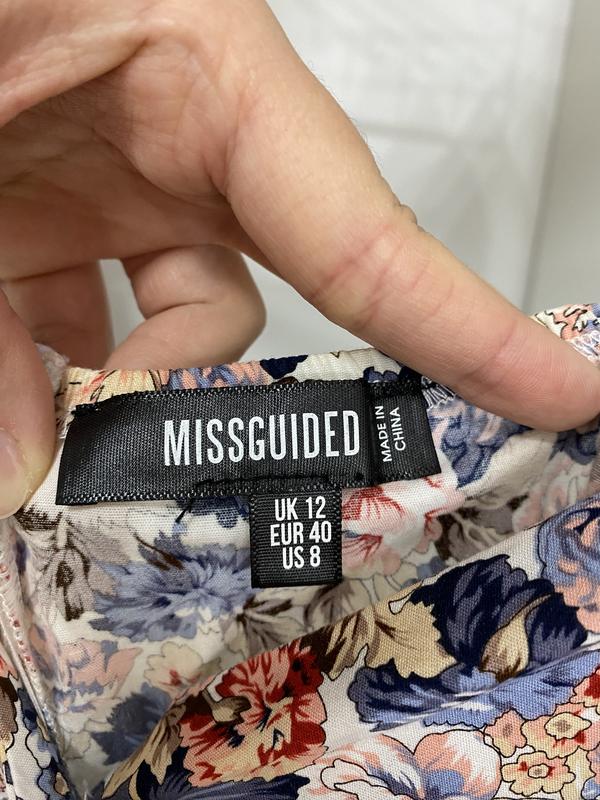 MISSGUIDED
MADE IN
CHINA
UK 12
EUR 40
US 8